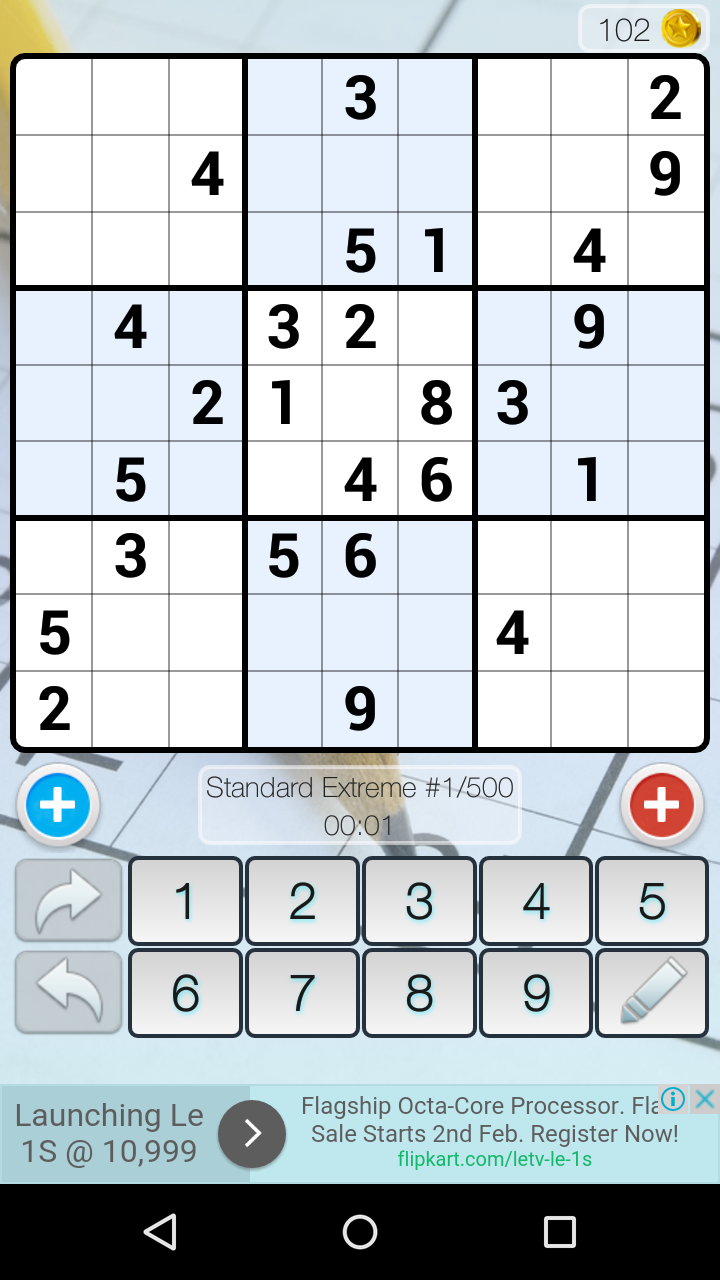 102
3 2
4 9
5 1 4
4 3 2 9
2 1 8 3
5 4 6 1
3 5 6
5 4
2 9
Standard Extreme #1/500
00:01
1 2 3 4 5
6 7 8 9
Launching Le
1S @ 10,999
Flagship Octa-Core Processor. Fla
Sale Starts 2nd Feb. Register Now!
flipkart.com/letv-le-1s